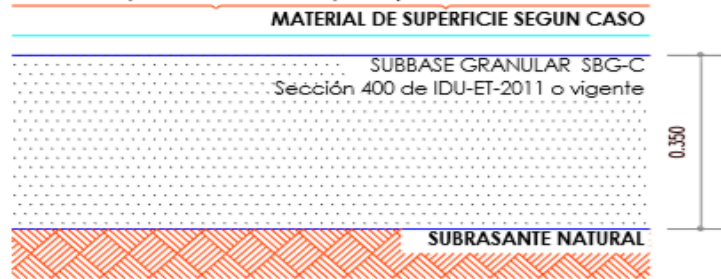 MATERIAL DE SUPERFICIE SEGUN CASO
SUBBASE GRANULAR SBG-C
Sección 400 de IDU-ET-2011 o vigente
0.350
SUBRASANTE NATURAL